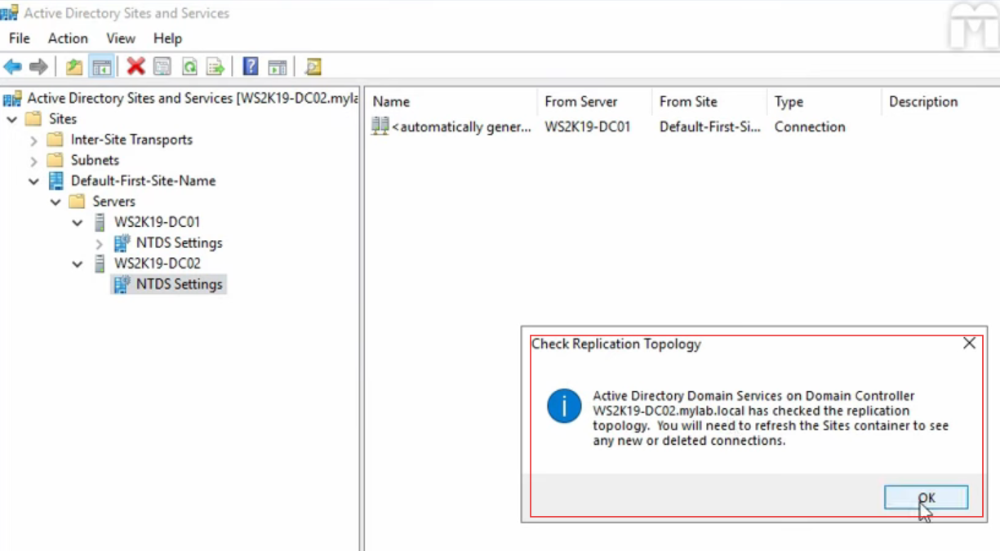 Active Directory Sites and Services
File Action View Help
Active Directory Sites and Services [WS2K19-DC02.myla
Sites
Inter-Site Transports
Subnets
Default-First-Site-Name
Servers
WS2K19-DC01
NTDS Settings
WS2K19-DC02
NTDS Settings
Name From Server From Site Type Description
<automatically gener... WS2K19-DC01 Default-First-Si... Connection
Check Replication Topology
Active Directory Domain Services on Domain Controller
WS2K19-DC02.mylab.local has checked the replication
topology. You will need to refresh the Sites container to see
any new or deleted connections.
OK